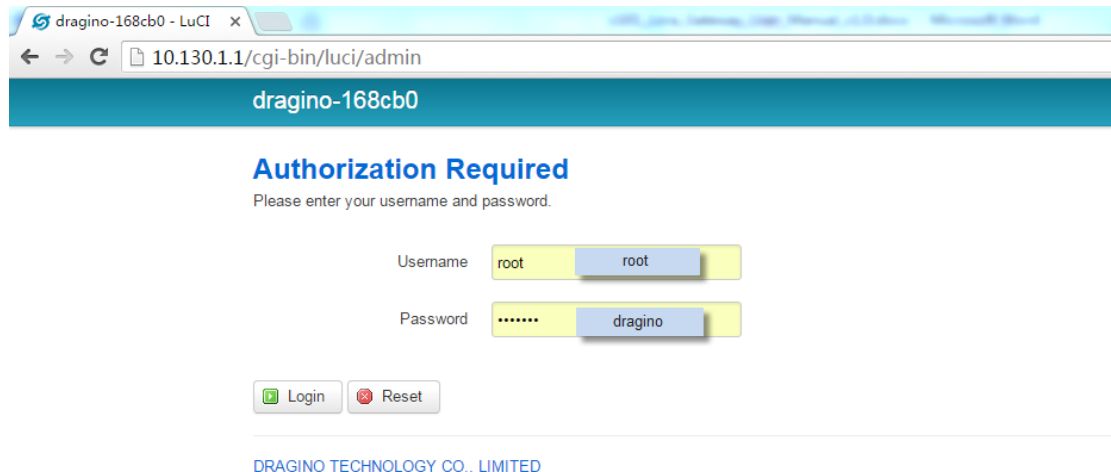 dragino-168cb0 - LuCI x
10.130.1.1/cgi-bin/luci/admin
dragino-168cb0
Authorization Required
Please enter your username and password.
Username root root
Password ••••••• dragino
Login Reset
DRAGINO TECHNOLOGY CO., LIMITED